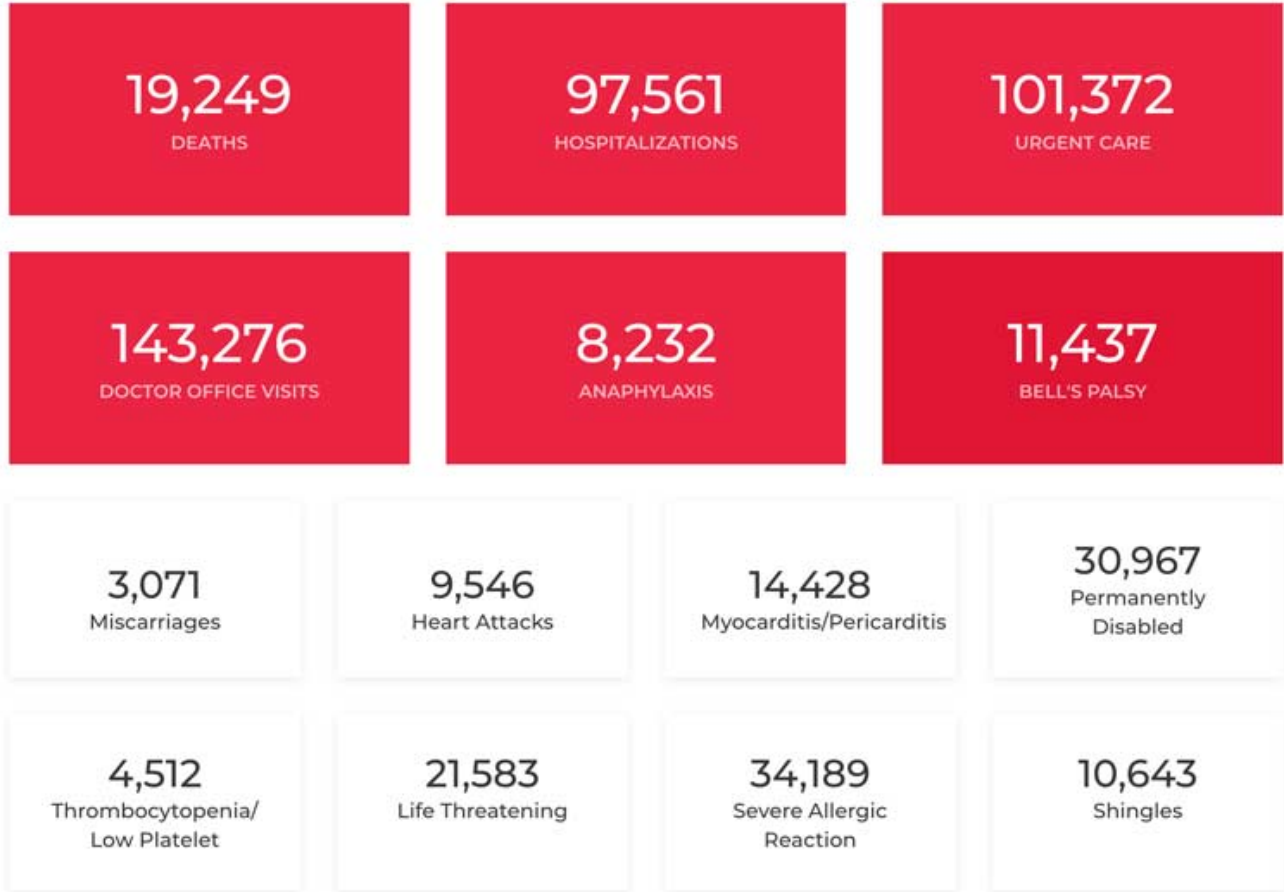 19,249
DEATHS
97,561
HOSPITALIZATIONS
101,372
URGENT CARE
143,276
DOCTOR OFFICE VISITS
8,232
ANAPHYLAXIS
11,437
BELL'S PALSY
3,071
Miscarriages
9,546
Heart Attacks
14,428
Myocarditis/Pericarditis
30,967
Permanently
Disabled
4,512
Thrombocytopenia/
Low Platelet
21,583
Life Threatening
34,189
Severe Allergic
Reaction
10,643
Shingles